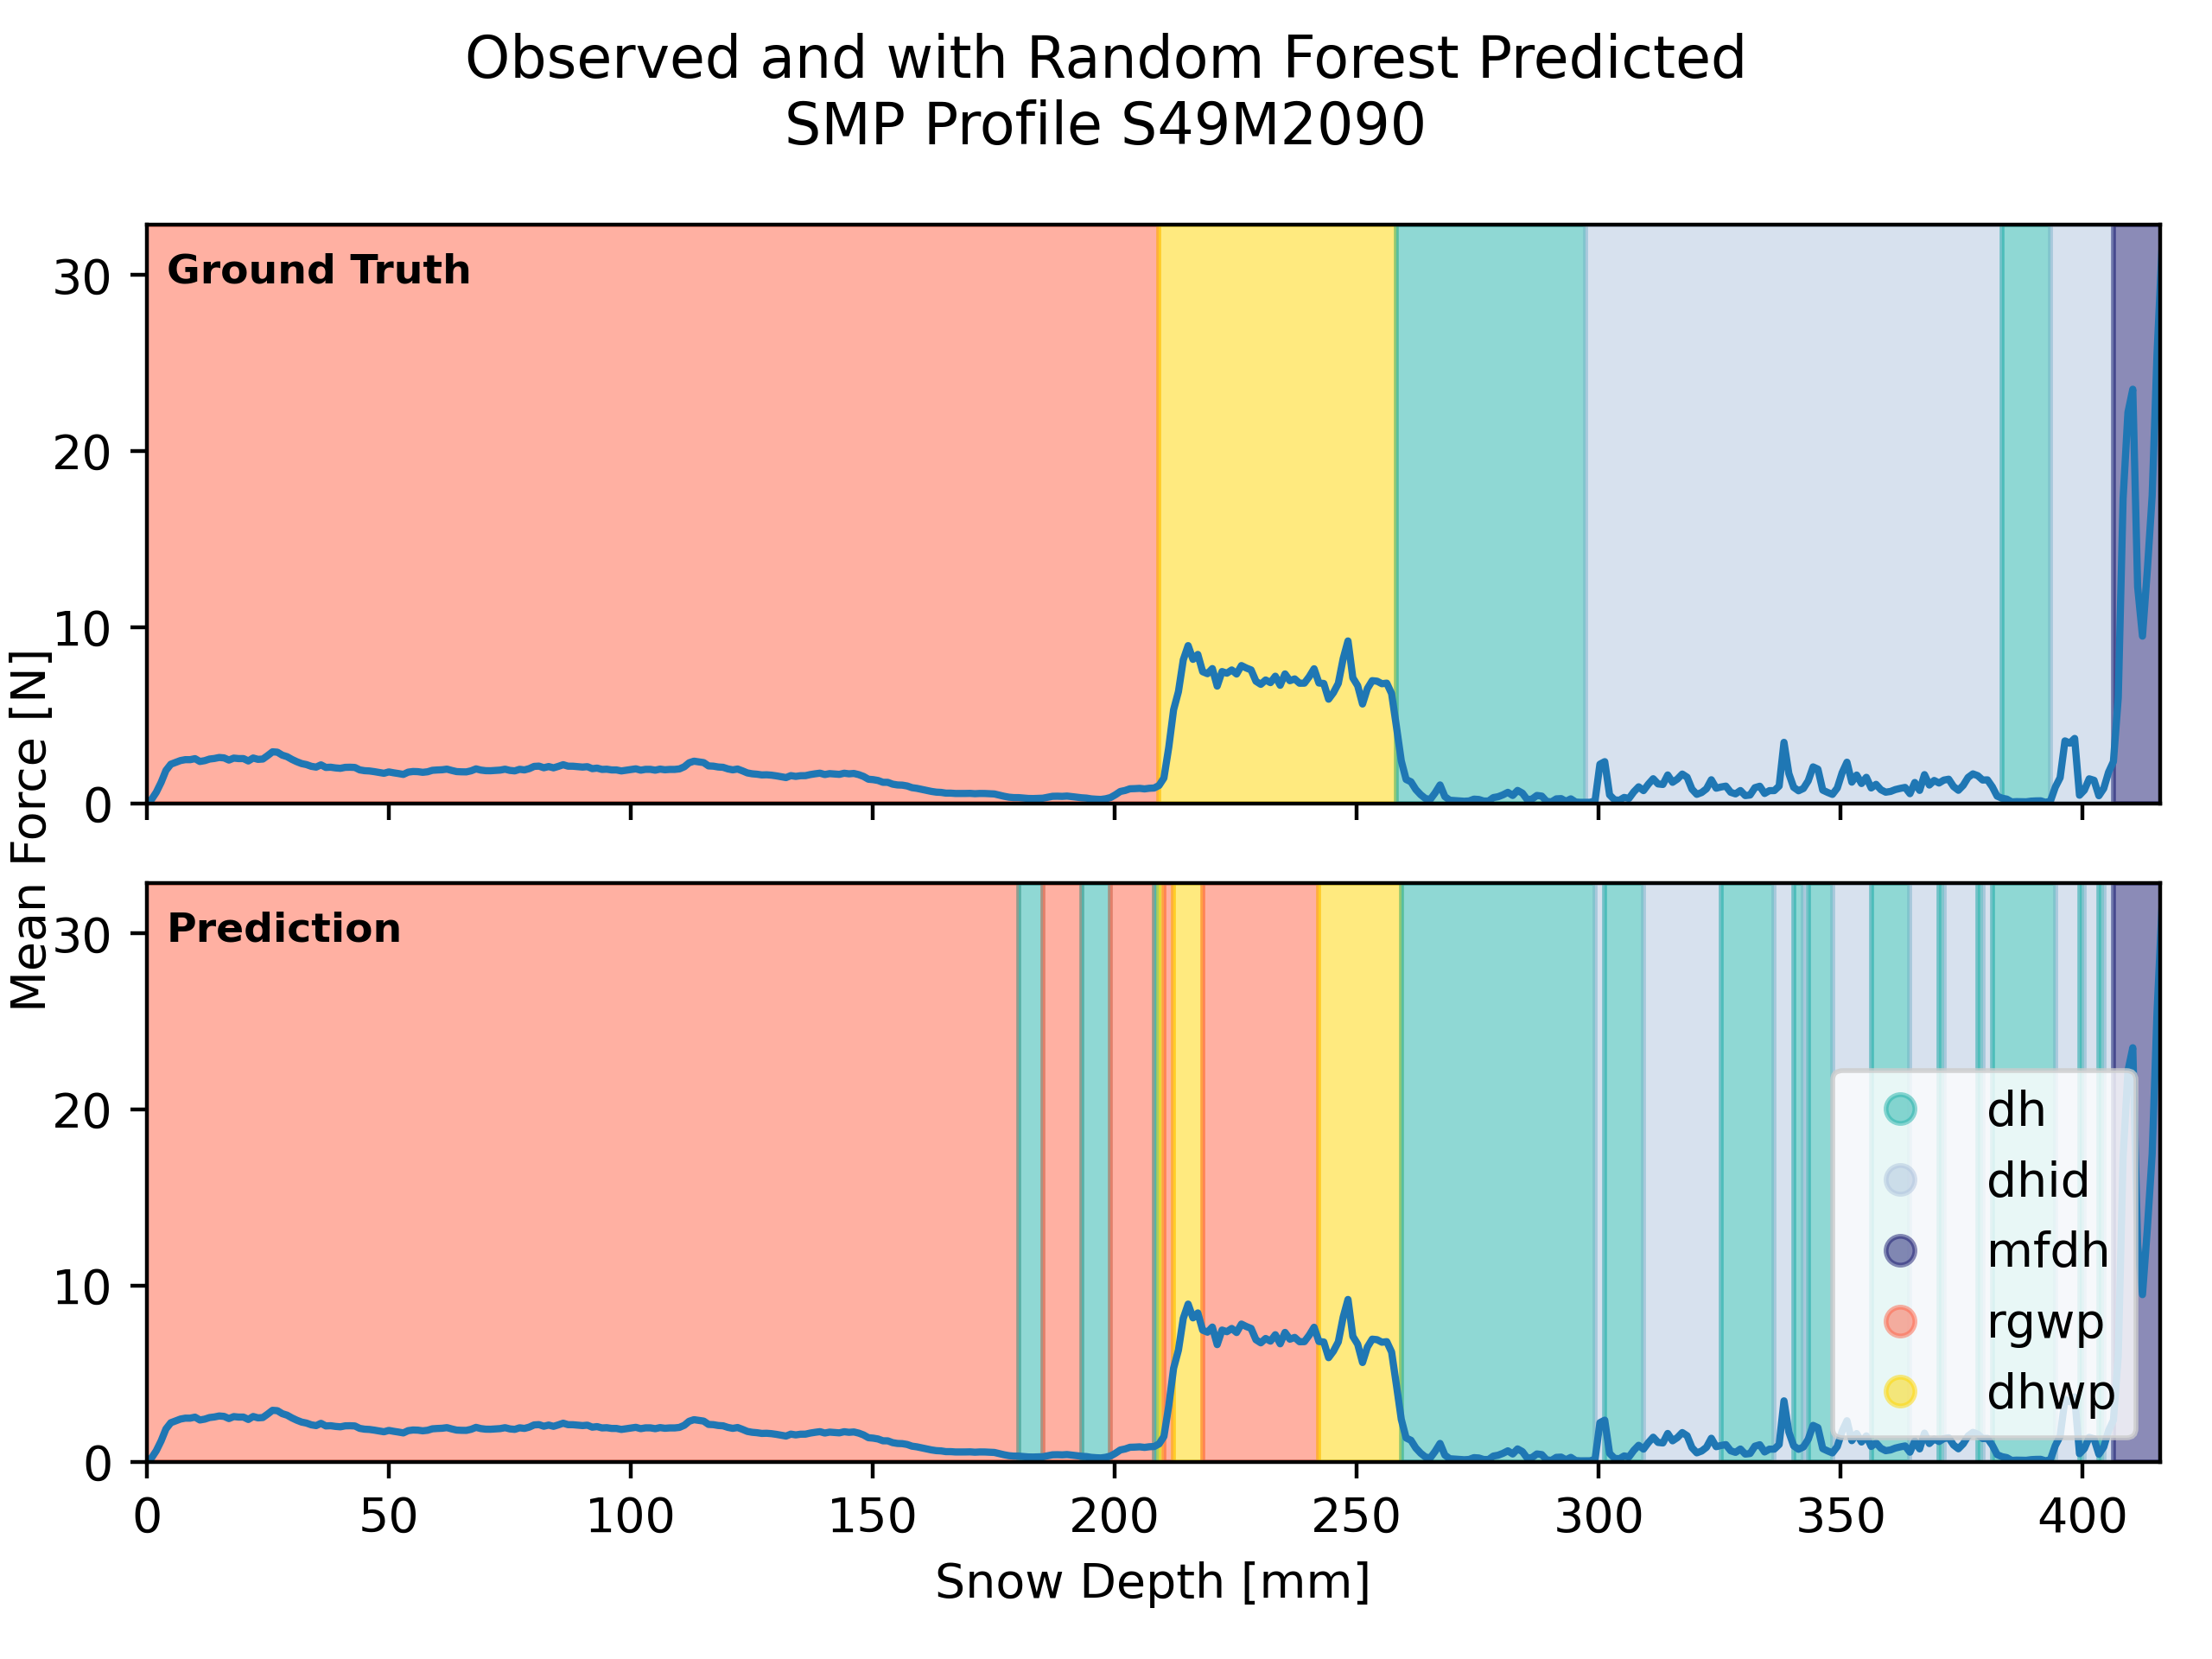 Observed and with Random Forest Predicted
SMP Profile S49M2090
Ground Truth
30
20
10
0
Mean Force [N]
Prediction
30
20
10
0
dh
dhid
mfdh
rgwp
dhwp
0 50 100 150 200 250 300 350 400
Snow Depth [mm]